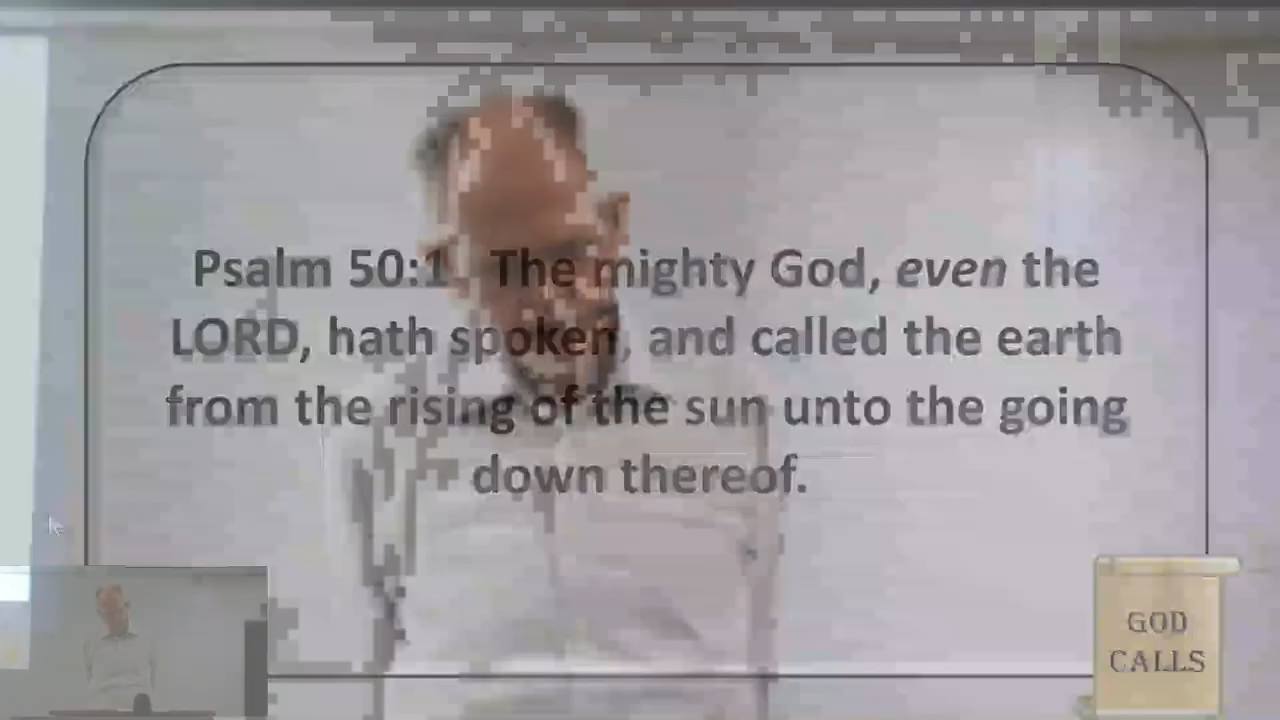 Psalm 50:1 The mighty God, even the
LORD, hath spoken, and called the earth
from the rising of the sun unto the going
down thereof.
GOD
CALLS